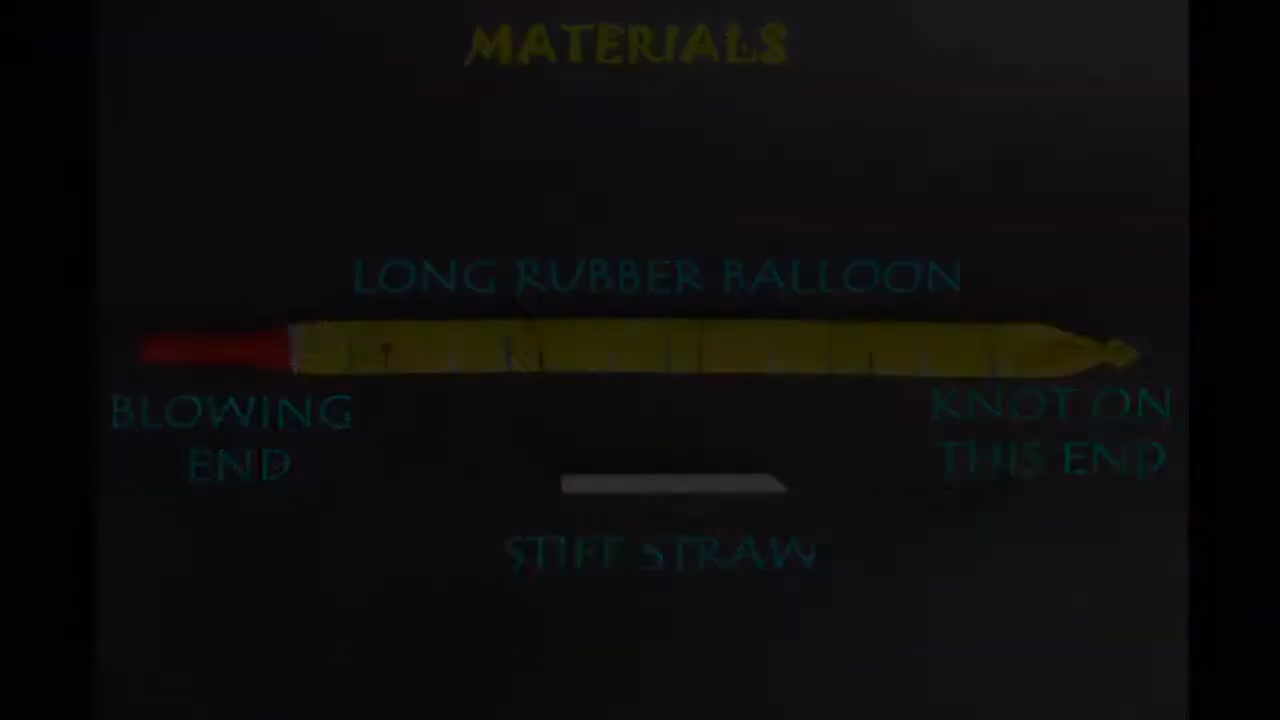 MATERIALS
LONG RUBBER BALLOON
BLOWING
END
KNOT ON
THIS END
STIFF STRAW